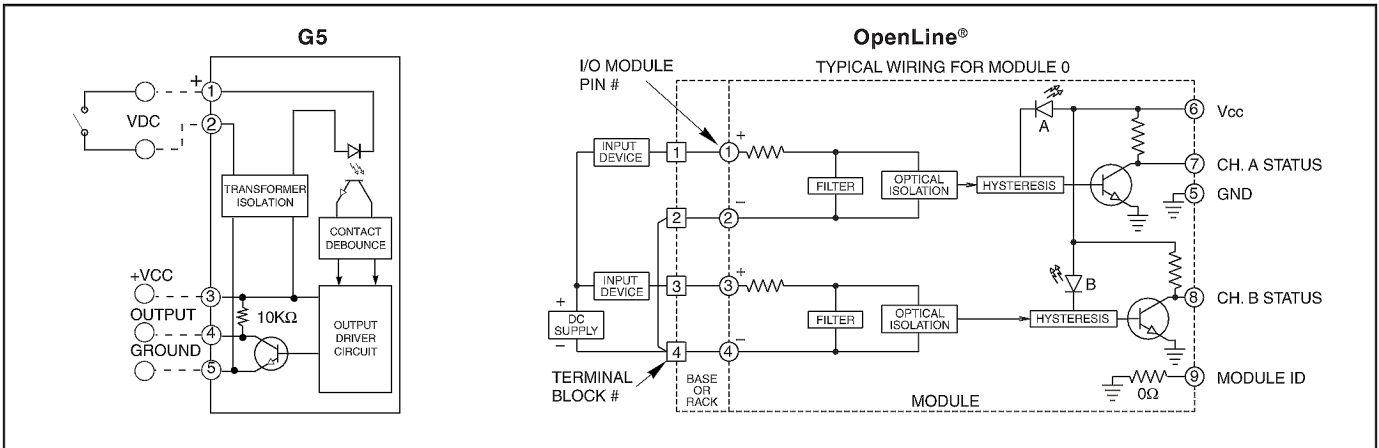 G5
+
1
VDC
2
TRANSFORMER
ISOLATION
CONTACT
DEBOUNCE
+VCC
3
OUTPUT
10KΩ
4
GROUND
5
OUTPUT
DRIVER
CIRCUIT
OpenLine®
I/O MODULE
PIN #
TYPICAL WIRING FOR MODULE 0
INPUT
DEVICE
1
1
+
FILTER
OPTICAL
ISOLATION
HYSTERESIS
A
6
Vcc
7
CH. A STATUS
5
GND
2
2
–
INPUT
DEVICE
3
3
+
FILTER
OPTICAL
ISOLATION
HYSTERESIS
B
8
CH. B STATUS
+
DC
SUPPLY
–
4
4
–
TERMINAL
BLOCK #
BASE
OR
RACK
MODULE
0Ω
9
MODULE ID